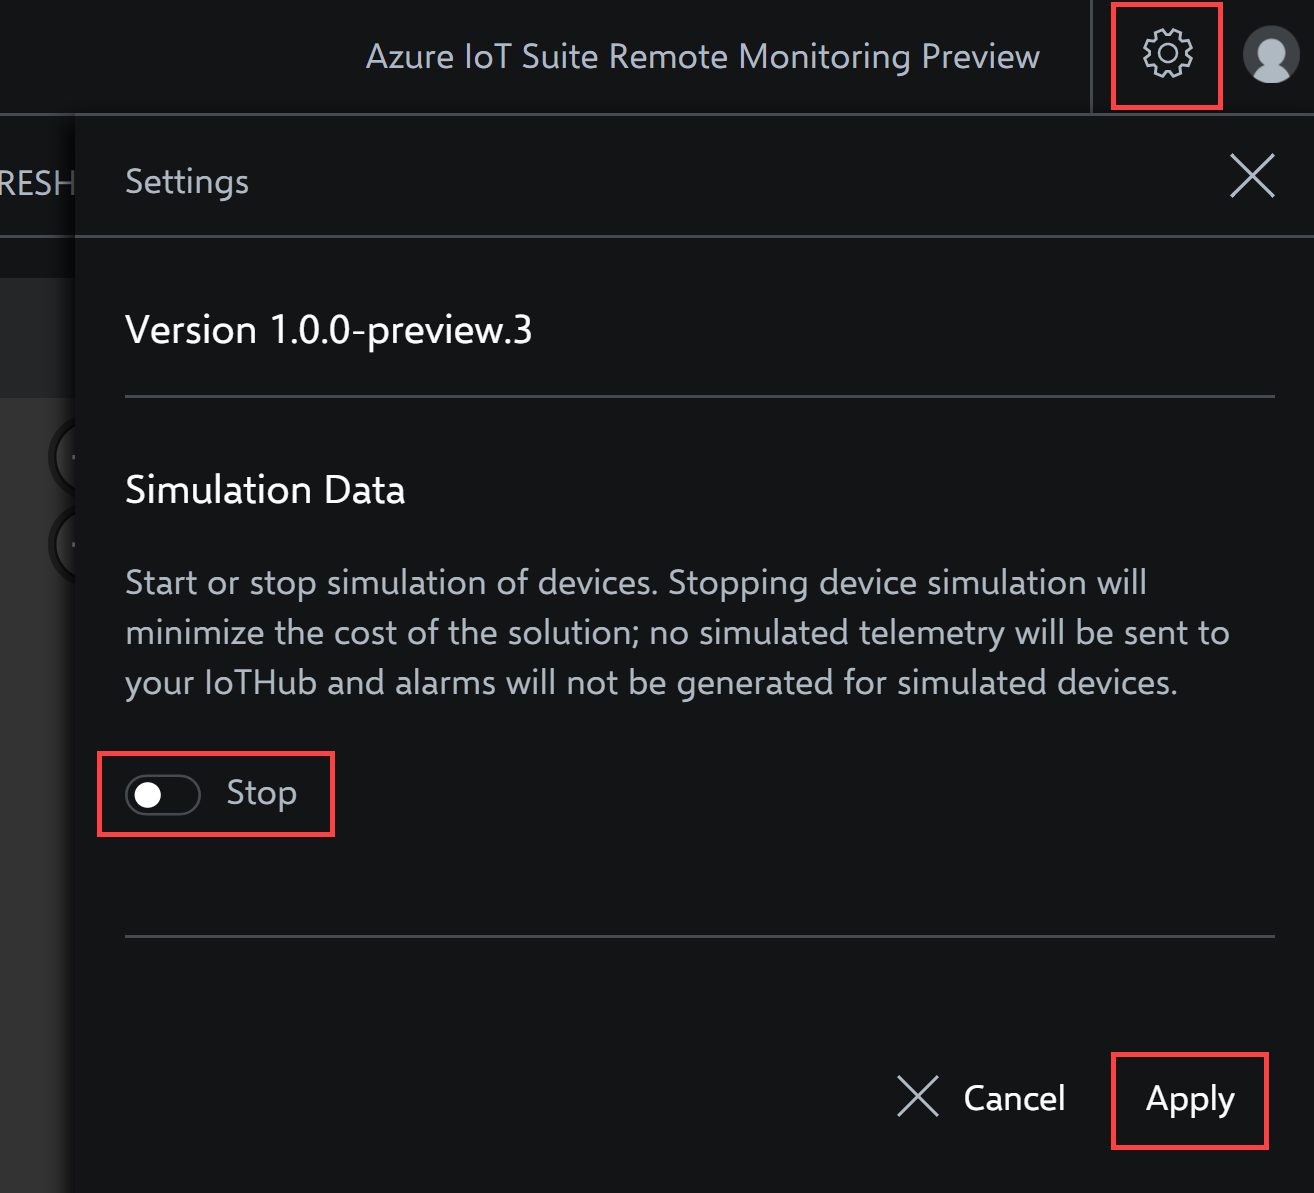 Azure IoT Suite Remote Monitoring Preview
RESH
Settings
Version 1.0.0-preview.3
Simulation Data
Start or stop simulation of devices. Stopping device simulation will
minimize the cost of the solution; no simulated telemetry will be sent to
your IoTHub and alarms will not be generated for simulated devices.
Stop
Cancel
Apply